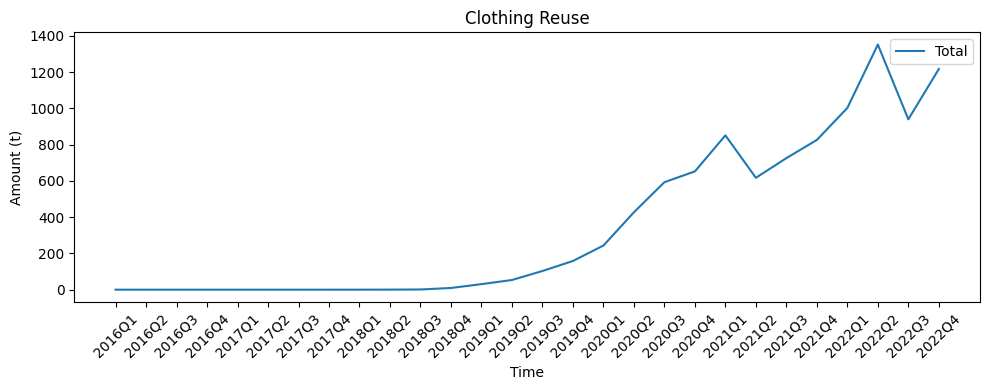 Clothing Reuse
Total
Amount (t)
1400
1200
1000
800
600
400
200
0
2016Q1
2016Q2
2016Q3
2016Q4
2017Q1
2017Q2
2017Q3
2017Q4
2018Q1
2018Q2
2018Q3
2018Q4
2019Q1
2019Q2
2019Q3
2019Q4
2020Q1
2020Q2
2020Q3
2020Q4
2021Q1
2021Q2
2021Q3
2021Q4
2022Q1
2022Q2
2022Q3
2022Q4
Time